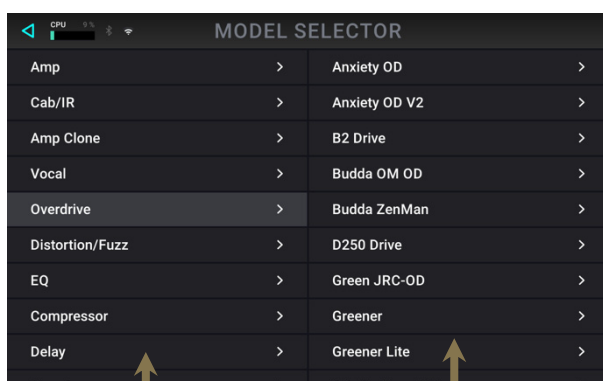 CPU 9%
MODEL SELECTOR
Amp
Cab/IR
Amp Clone
Vocal
Overdrive
Distortion/Fuzz
EQ
Compressor
Delay
Anxiety OD
Anxiety OD V2
B2 Drive
Budda OM OD
Budda ZenMan
D250 Drive
Green JRC-OD
Greener
Greener Lite